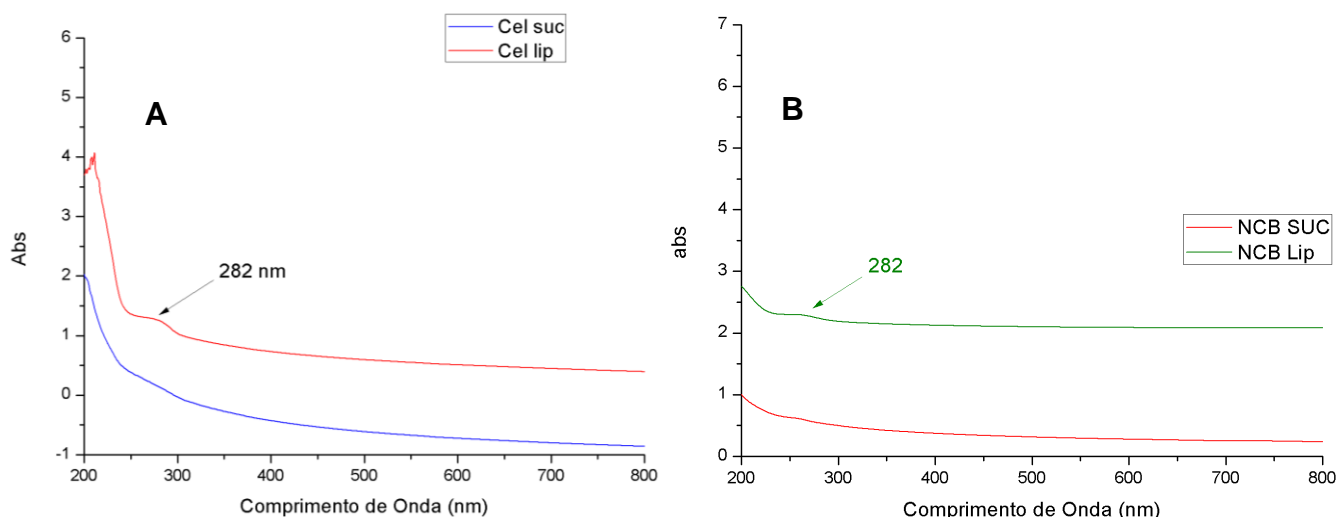 Cel suc
Cel lip
A
6
5
4
3
2
1
0
-1
Abs
282 nm
200 300 400 500 600 700 800
Comprimento de Onda (nm)
B
7
6
5
4
3
2
1
0
abs
NCB SUC
NCB Lip
282
200 300 400 500 600 700 800
Comprimento de Onda (nm)